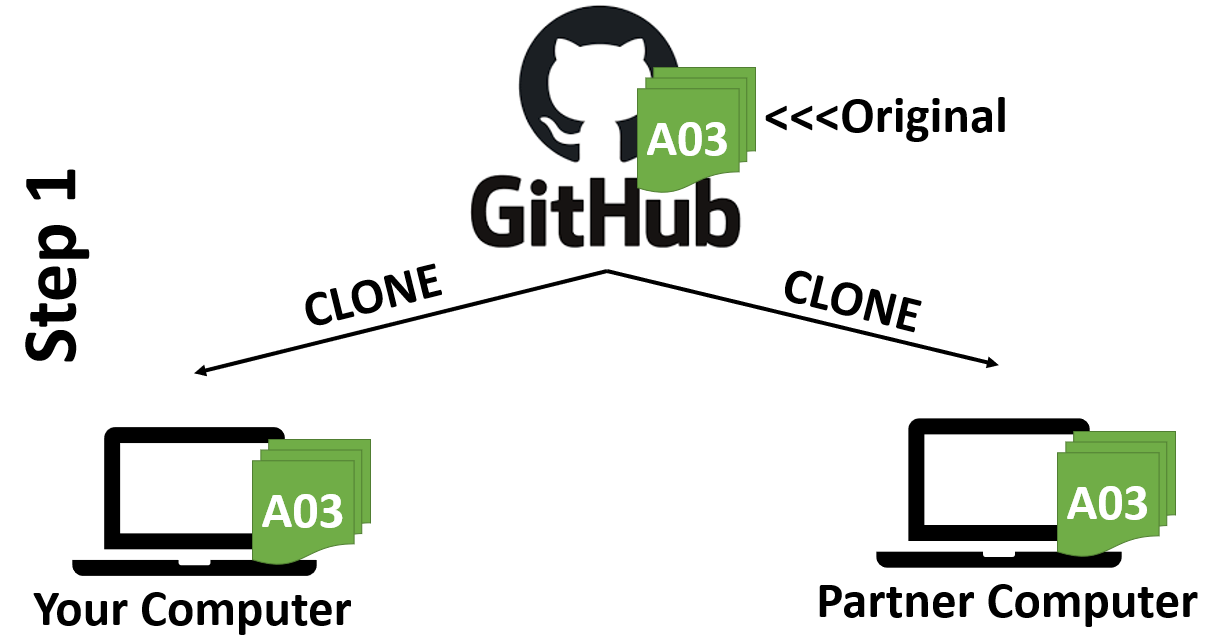 A03
<<<Original
GitHub
Step 1
CLONE
CLONE
A03
A03
Your Computer
Partner Computer